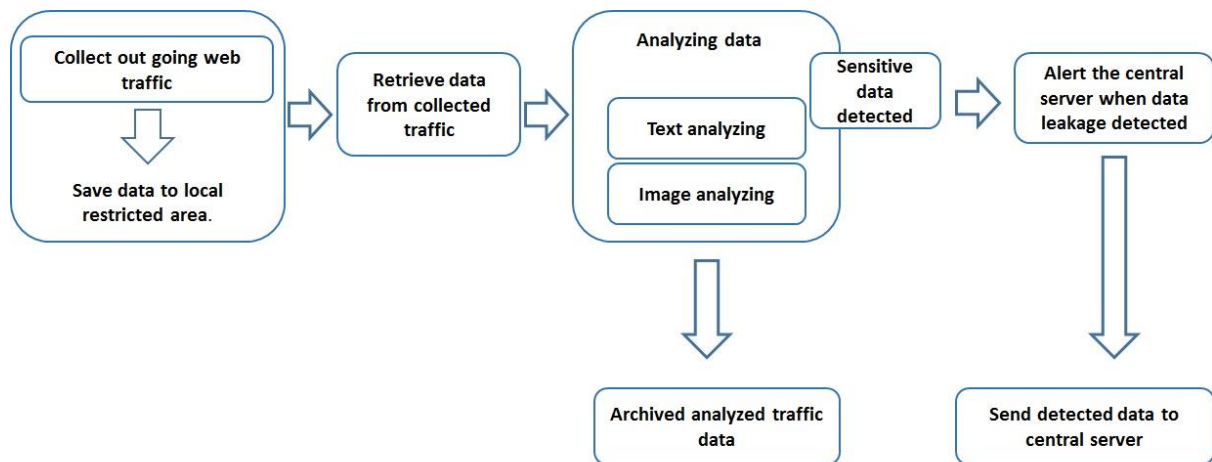 Collect out going web
traffic
Save data to local
restricted area.
Retrieve data
from collected
traffic
Analyzing data
Text analyzing
Image analyzing
Sensitive
data
detected
Alert the central
server when data
leakage detected
Archived analyzed traffic
data
Send detected data to
central server